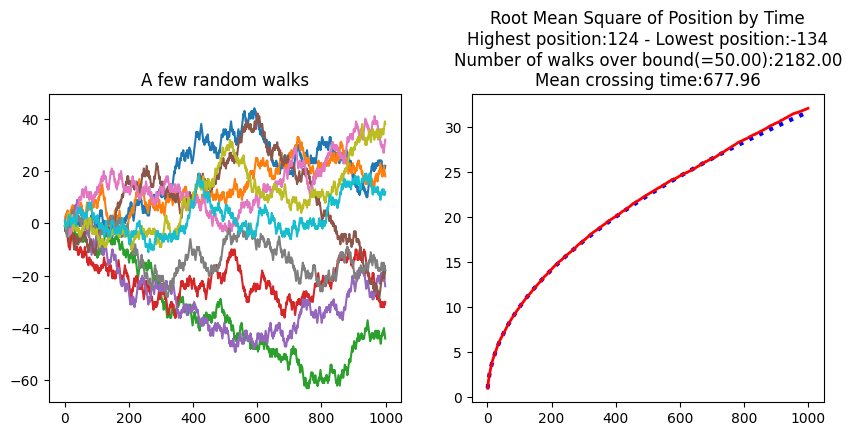 A few random walks
40
20
0
−20
−40
−60
0 200 400 600 800 1000
Root Mean Square of Position by Time
Highest position:124 - Lowest position:-134
Number of walks over bound(=50.00):2182.00
Mean crossing time:677.96
30
25
20
15
10
5
0
0 200 400 600 800 1000